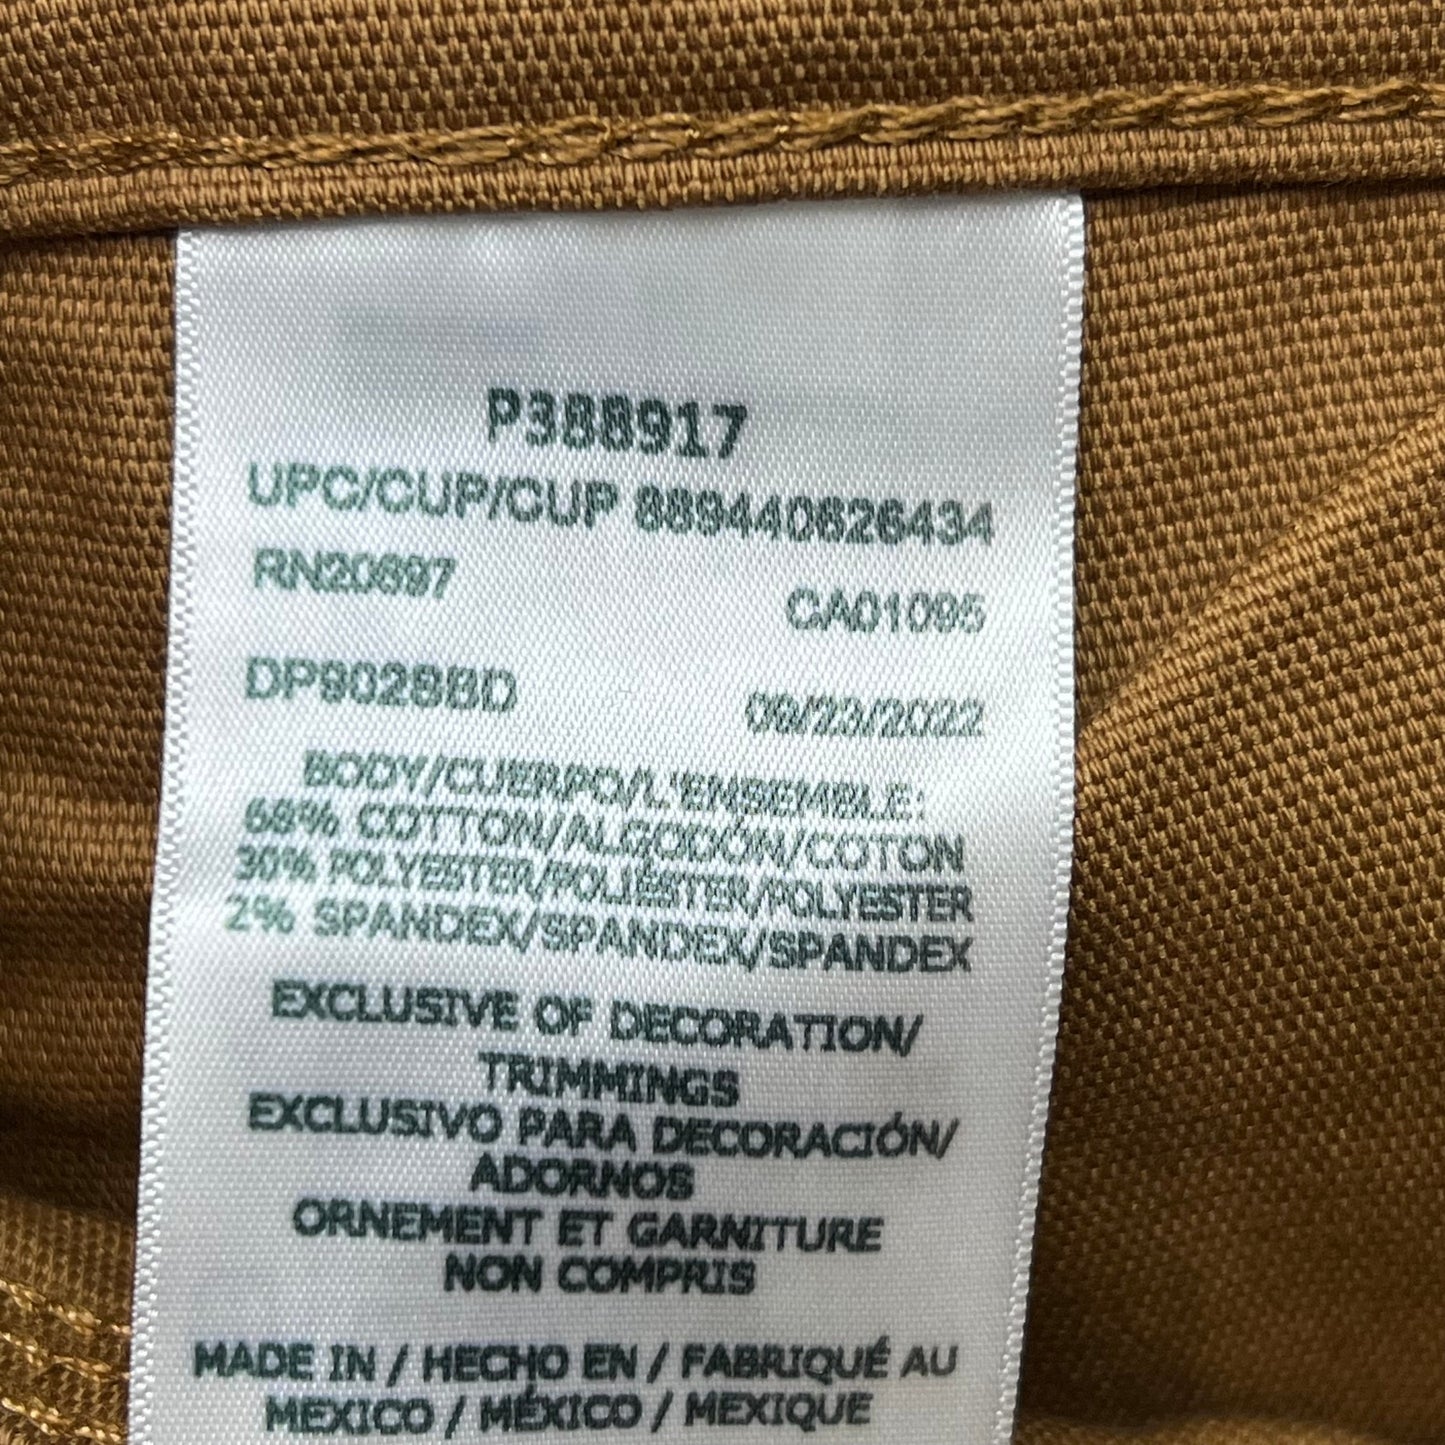 P388917
UPC/CUP/CUP 889440626434
RN20697
CA01095
DP902BBD
09/23/2022
BODY/CUERPO/L'ENSEMBLE:
68% COTTON/ALGODÓN/COTON
30% POLYESTER/POLIÉSTER/POLYESTER
2% SPANDEX/SPANDEX/SPANDEX
EXCLUSIVE OF DECORATION/
TRIMMINGS
EXCLUSIVO PARA DECORACIÓN/
ADORNOS
ORNEMENT ET GARNITURE
NON COMPRIS
MADE IN / HECHO EN / FABRIQUÉ AU
MEXICO / MÉXICO / MEXIQUE